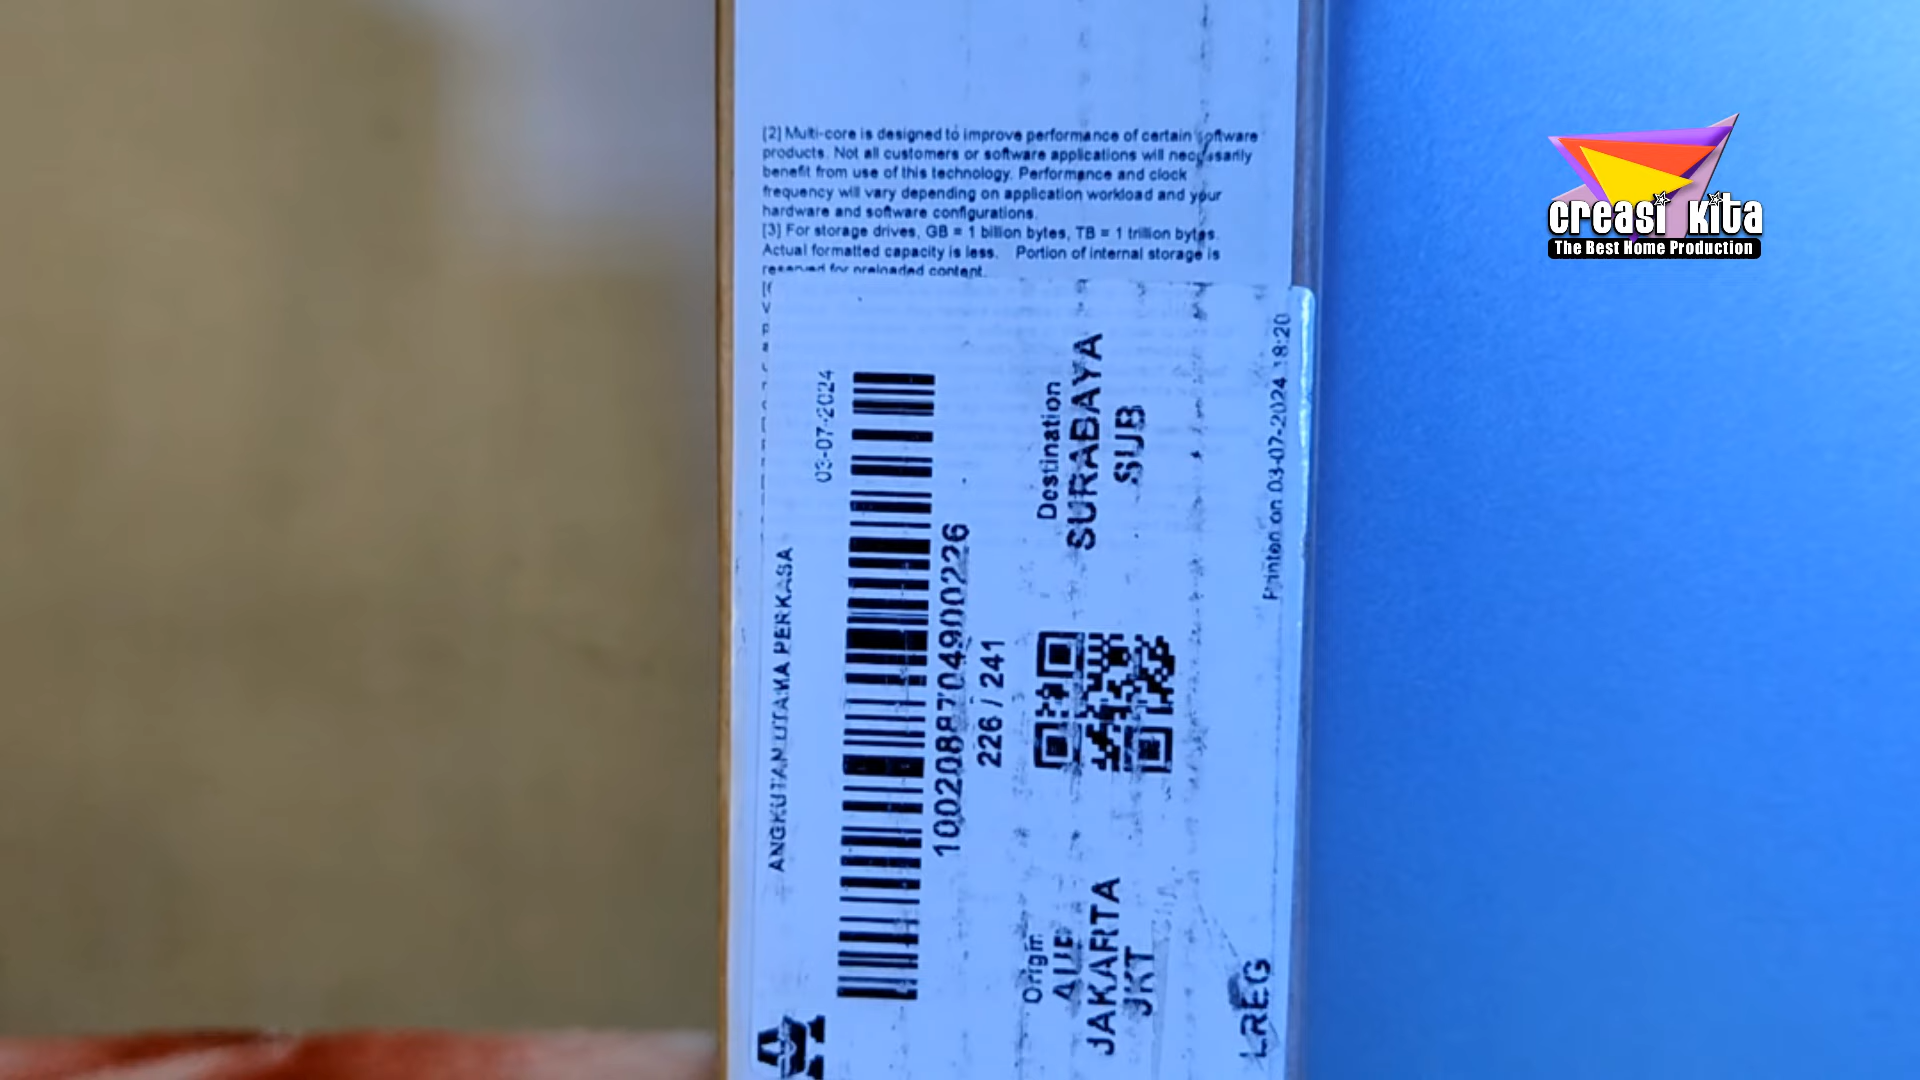 [2] Multi-core is designed to improve performance of certain software
products. Not all customers or software applications will necessarily
benefit from use of this technology. Performance and clock
frequency will vary depending on application workload and your
hardware and software configurations.
[3] For storage drives, GB = 1 billion bytes, TB = 1 trillion bytes.
Actual formatted capacity is less. Portion of internal storage is
reserved for preloaded content.
ANGKUTAN UTAMA PERKASA
03-07-2024
1002088704900226
226 / 241
Origin
AUP
JAKARTA
JKT
Destination
SURABAYA
SUB
LREG
Printon on 03-07-2024 18:20
creasi kita
The Best Home Production